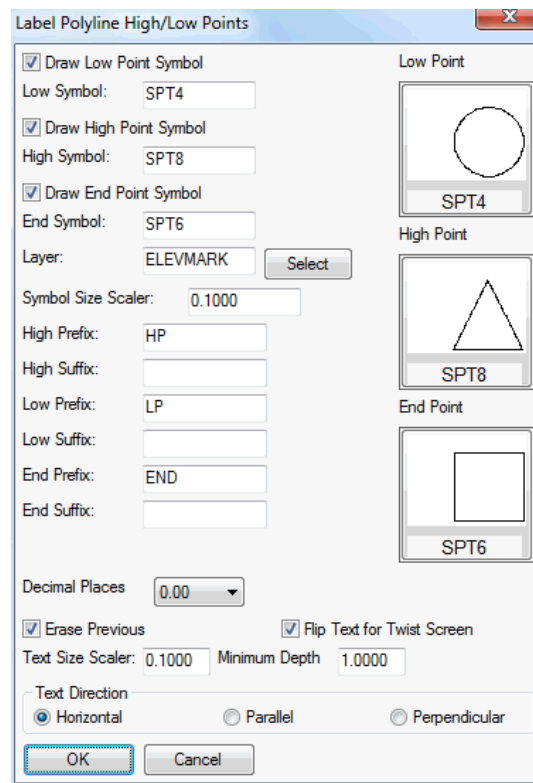 Label Polyline High/Low Points
Draw Low Point Symbol
Low Symbol: SPT4
Draw High Point Symbol
High Symbol: SPT8
Draw End Point Symbol
End Symbol: SPT6
Layer: ELEVMARK Select
Symbol Size Scaler: 0.1000
High Prefix: HP
High Suffix:
Low Prefix: LP
Low Suffix:
End Prefix: END
End Suffix:
Low Point
SPT4
High Point
SPT8
End Point
SPT6
Decimal Places 0.00
Erase Previous Flip Text for Twist Screen
Text Size Scaler: 0.1000 Minimum Depth 1.0000
Text Direction
Horizontal Parallel Perpendicular
OK Cancel